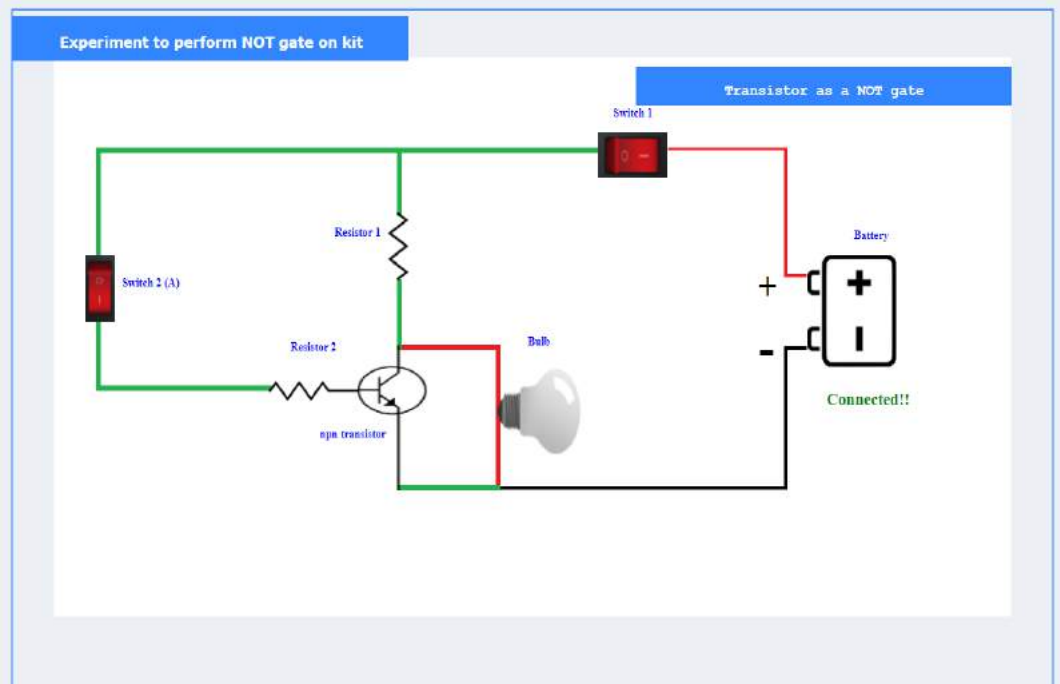 Experiment to perform NOT gate on kit
Transistor as a NOT gate
Switch 1
Resistor 1
Battery
Switch 2 (A)
+
+
Resistor 2
Bulb
-
Connected!!
npn transistor